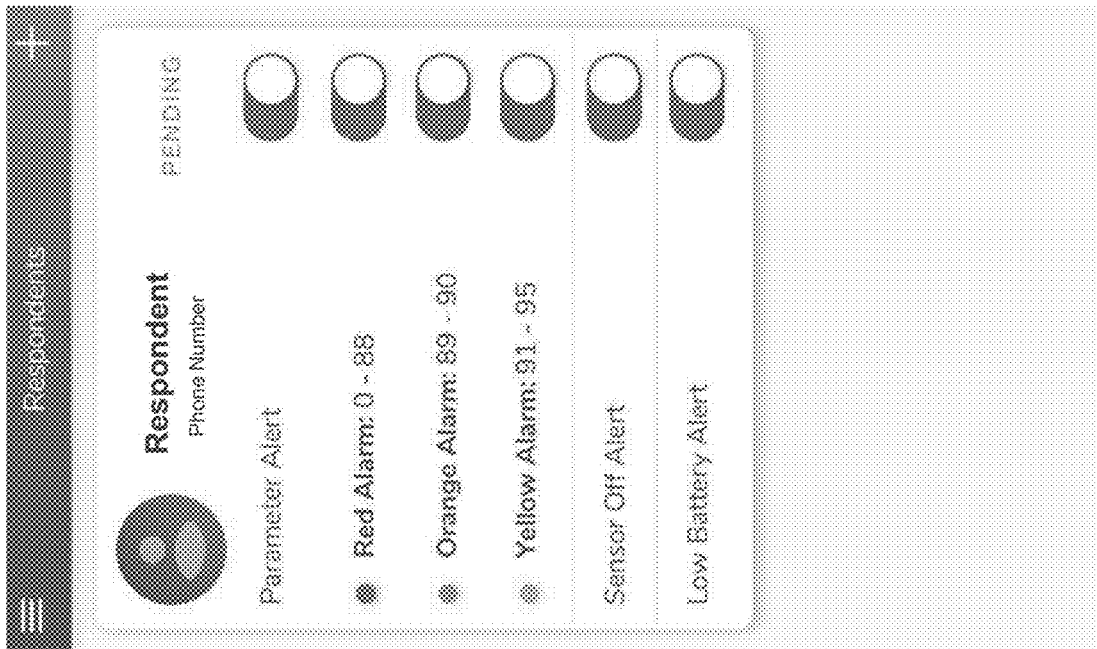 Respondents
Respondent
PENDING
Phone Number
Parameter Alert
Red Alarm: 0 - 88
Orange Alarm: 89 - 90
Yellow Alarm: 91 - 95
Sensor Off Alert
Low Battery Alert